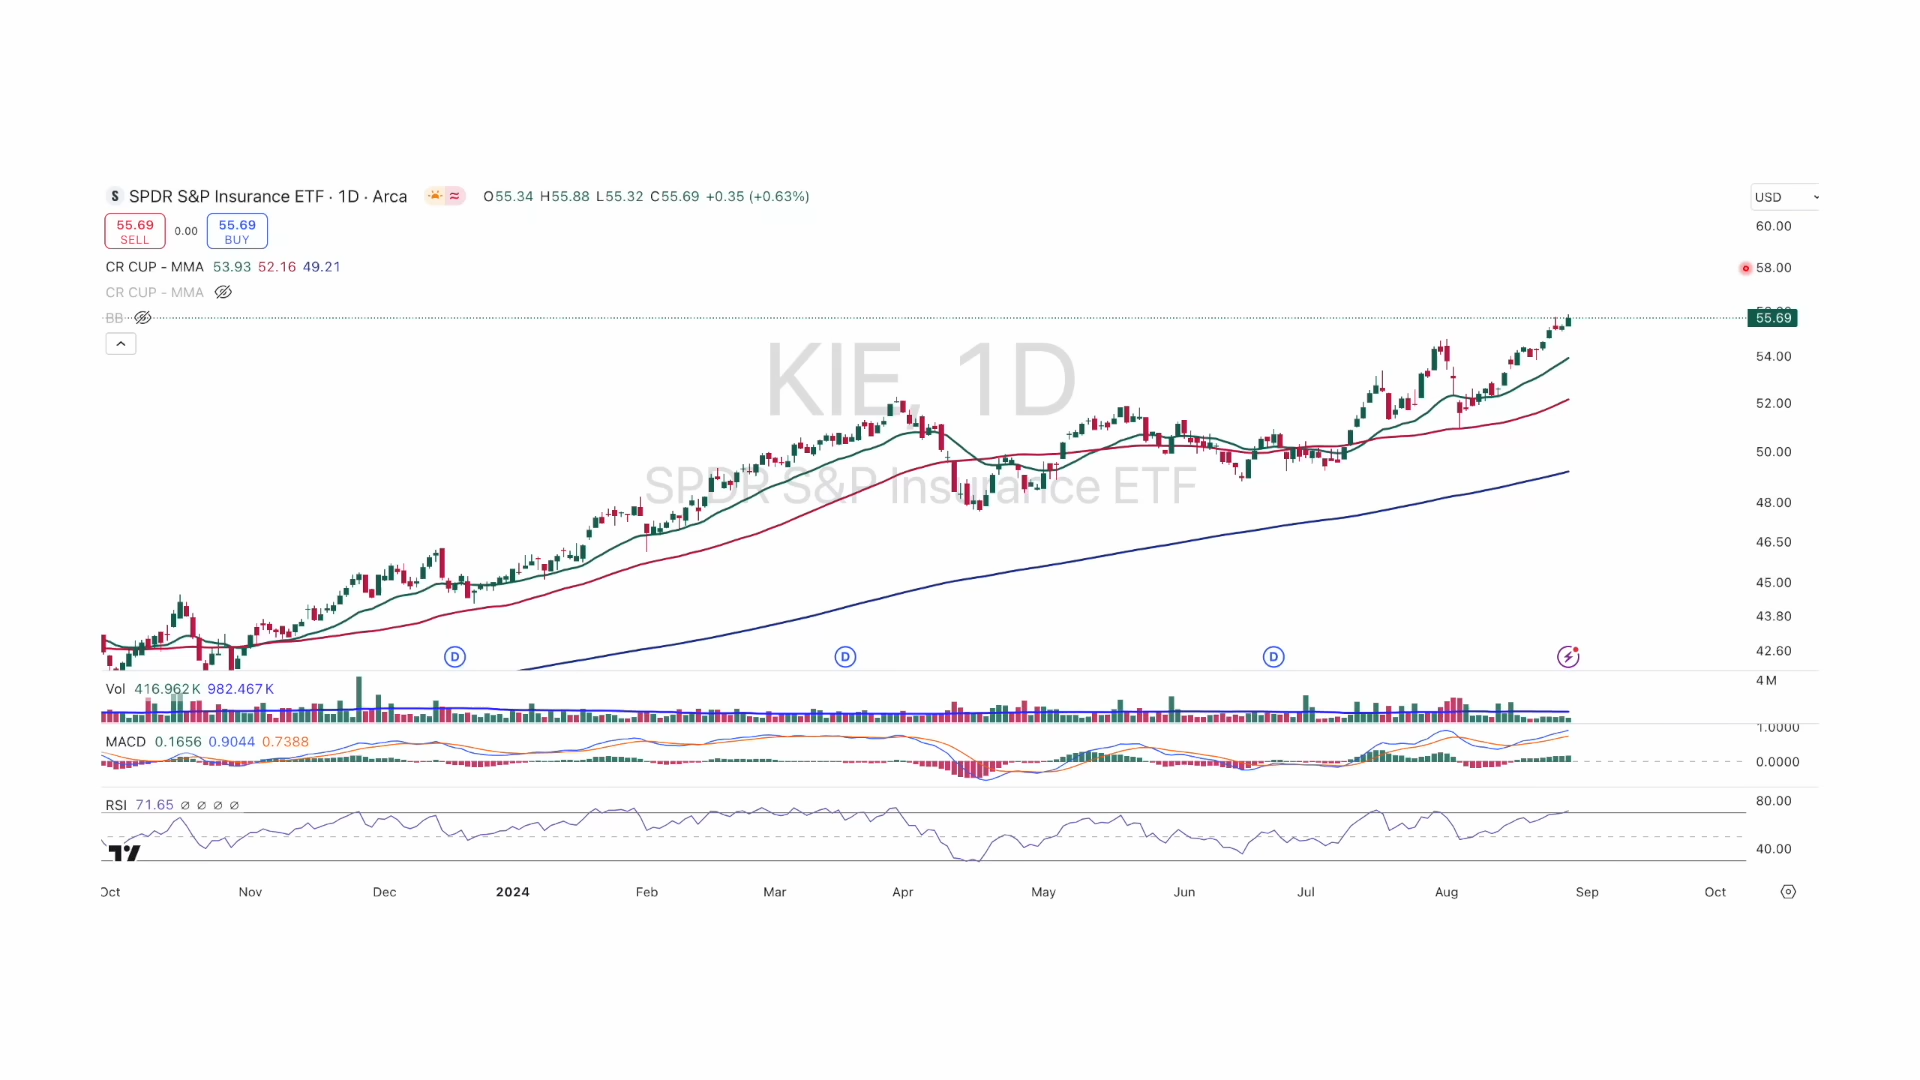 S SPDR S&P Insurance ETF · 1D · Arca O55.34 H55.88 L55.32 C55.69 +0.35 (+0.63%)
USD
55.69 0.00 55.69
SELL BUY
60.00
CR CUP - MMA 53.93 52.16 49.21
58.00
CR CUP - MMA
BB
55.69
KIE, 1D
SPDR S&P Insurance ETF
54.00
52.00
50.00
48.00
46.50
45.00
43.80
42.60
D D D
Vol 416.962K 982.467K
4M
MACD 0.1656 0.9044 0.7388
1.0000
0.0000
RSI 71.65 ∅ ∅ ∅ ∅
80.00
40.00
Oct Nov Dec 2024 Feb Mar Apr May Jun Jul Aug Sep Oct